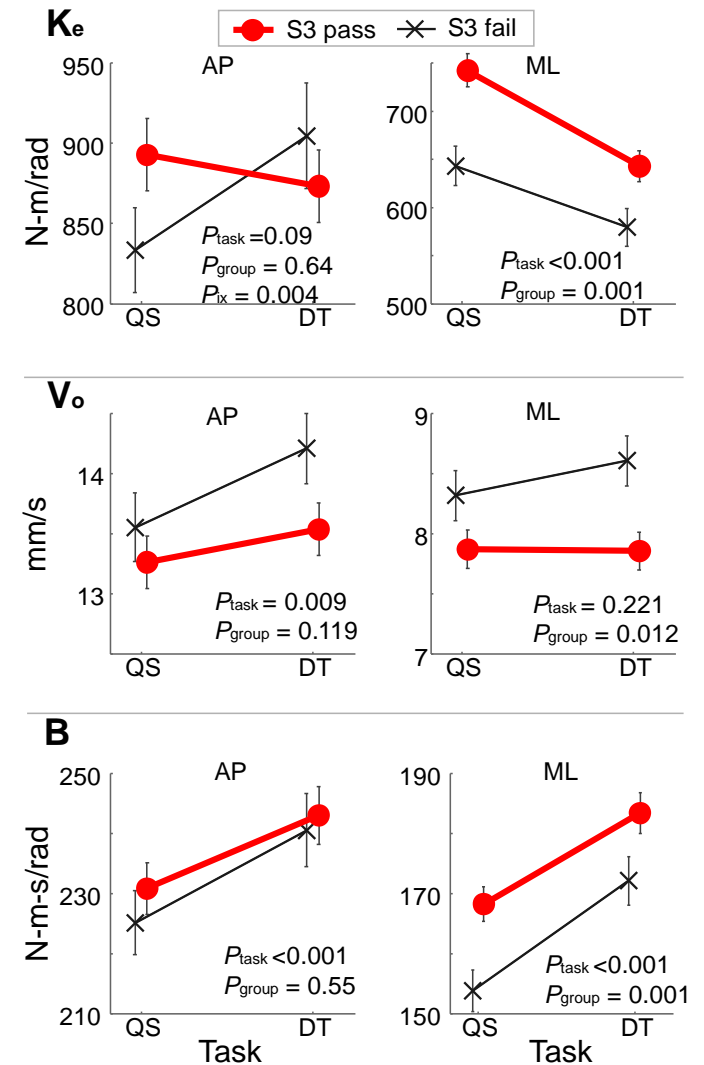 Ke
S3 pass S3 fail
AP
ML
950
900
850
800
N-m/rad
Ptask =0.09
Pgroup = 0.64
Pix = 0.004
QS DT
700
600
500
Ptask <0.001
Pgroup = 0.001
QS DT
Vo
AP
ML
14
13
mm/s
Ptask = 0.009
Pgroup = 0.119
QS DT
9
8
7
Ptask = 0.221
Pgroup = 0.012
QS DT
B
AP
ML
250
230
210
N-m-s/rad
Ptask <0.001
Pgroup = 0.55
QS DT
Task
190
170
150
Ptask <0.001
Pgroup = 0.001
QS DT
Task